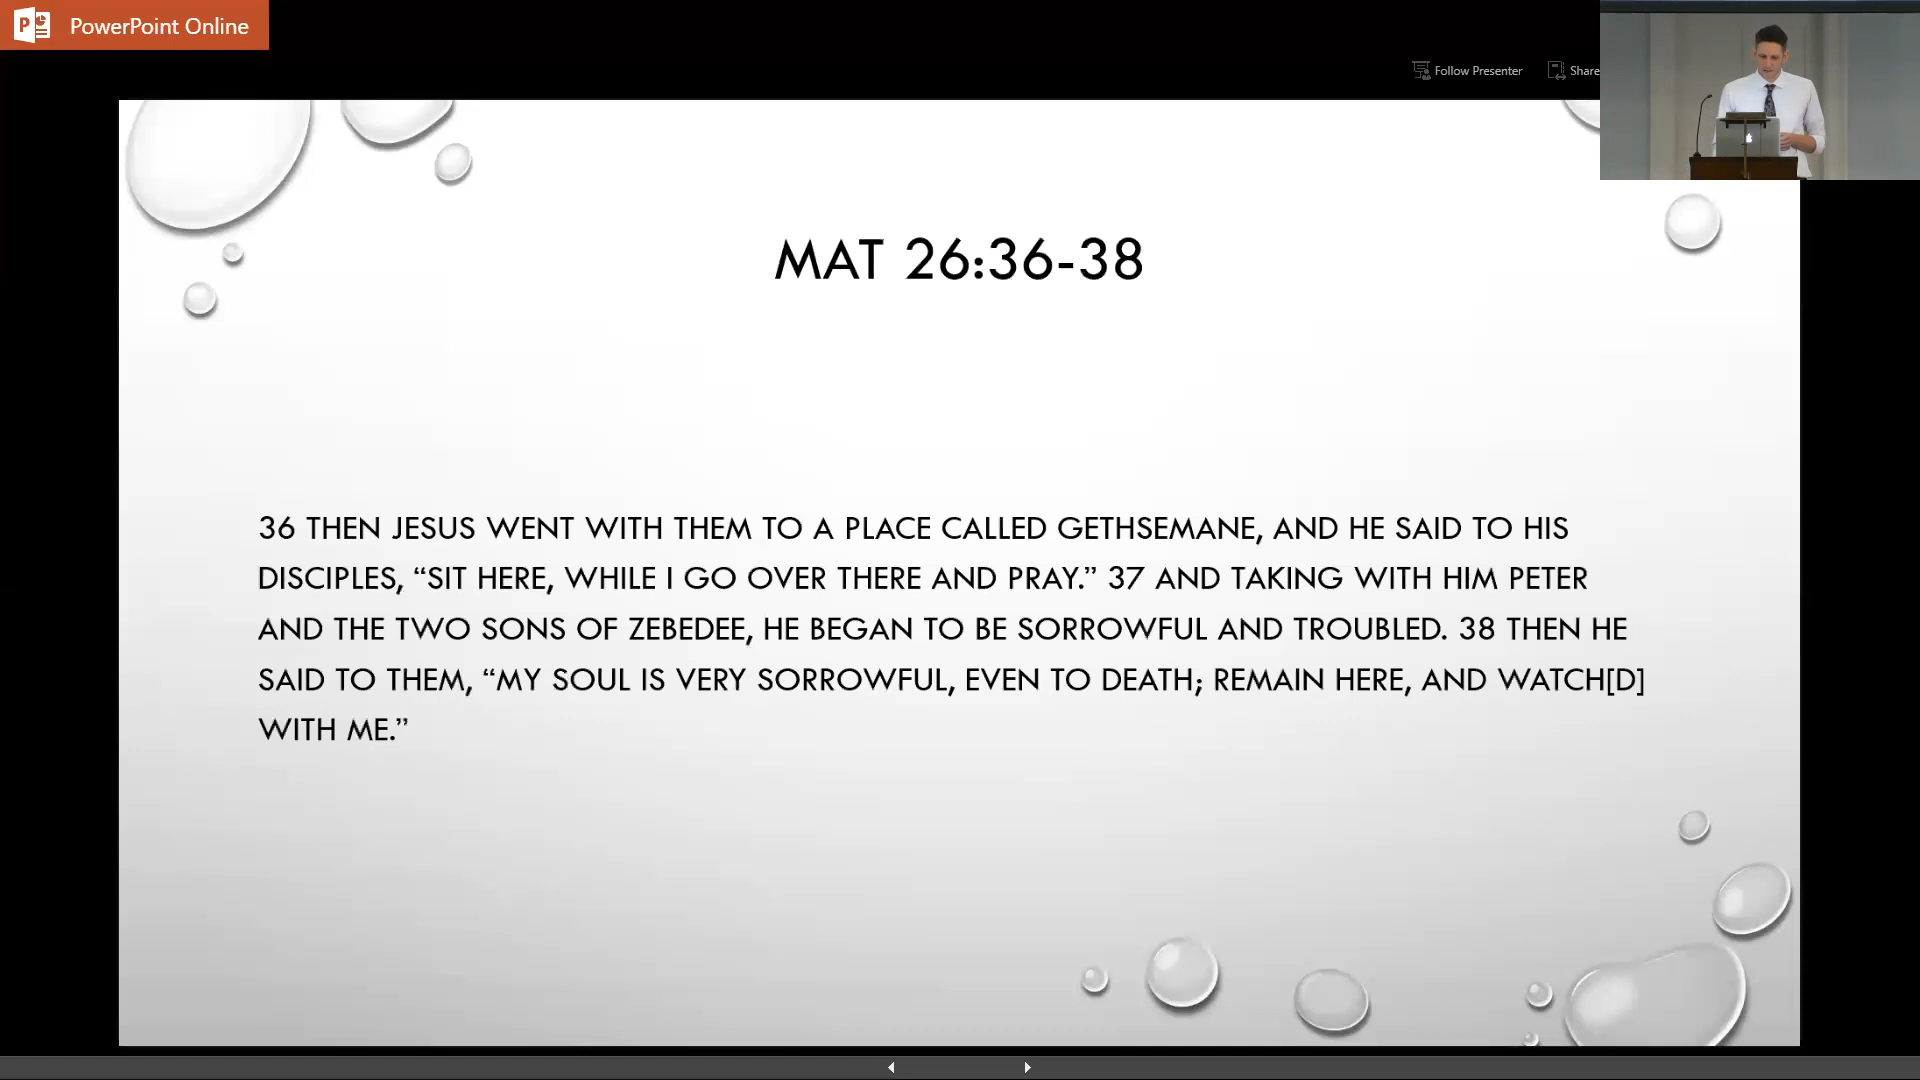 PowerPoint Online
Follow Presenter
Share
MAT 26:36-38
36 THEN JESUS WENT WITH THEM TO A PLACE CALLED GETHSEMANE, AND HE SAID TO HIS
DISCIPLES, “SIT HERE, WHILE I GO OVER THERE AND PRAY.” 37 AND TAKING WITH HIM PETER
AND THE TWO SONS OF ZEBEDEE, HE BEGAN TO BE SORROWFUL AND TROUBLED. 38 THEN HE
SAID TO THEM, “MY SOUL IS VERY SORROWFUL, EVEN TO DEATH; REMAIN HERE, AND WATCH[D]
WITH ME.”